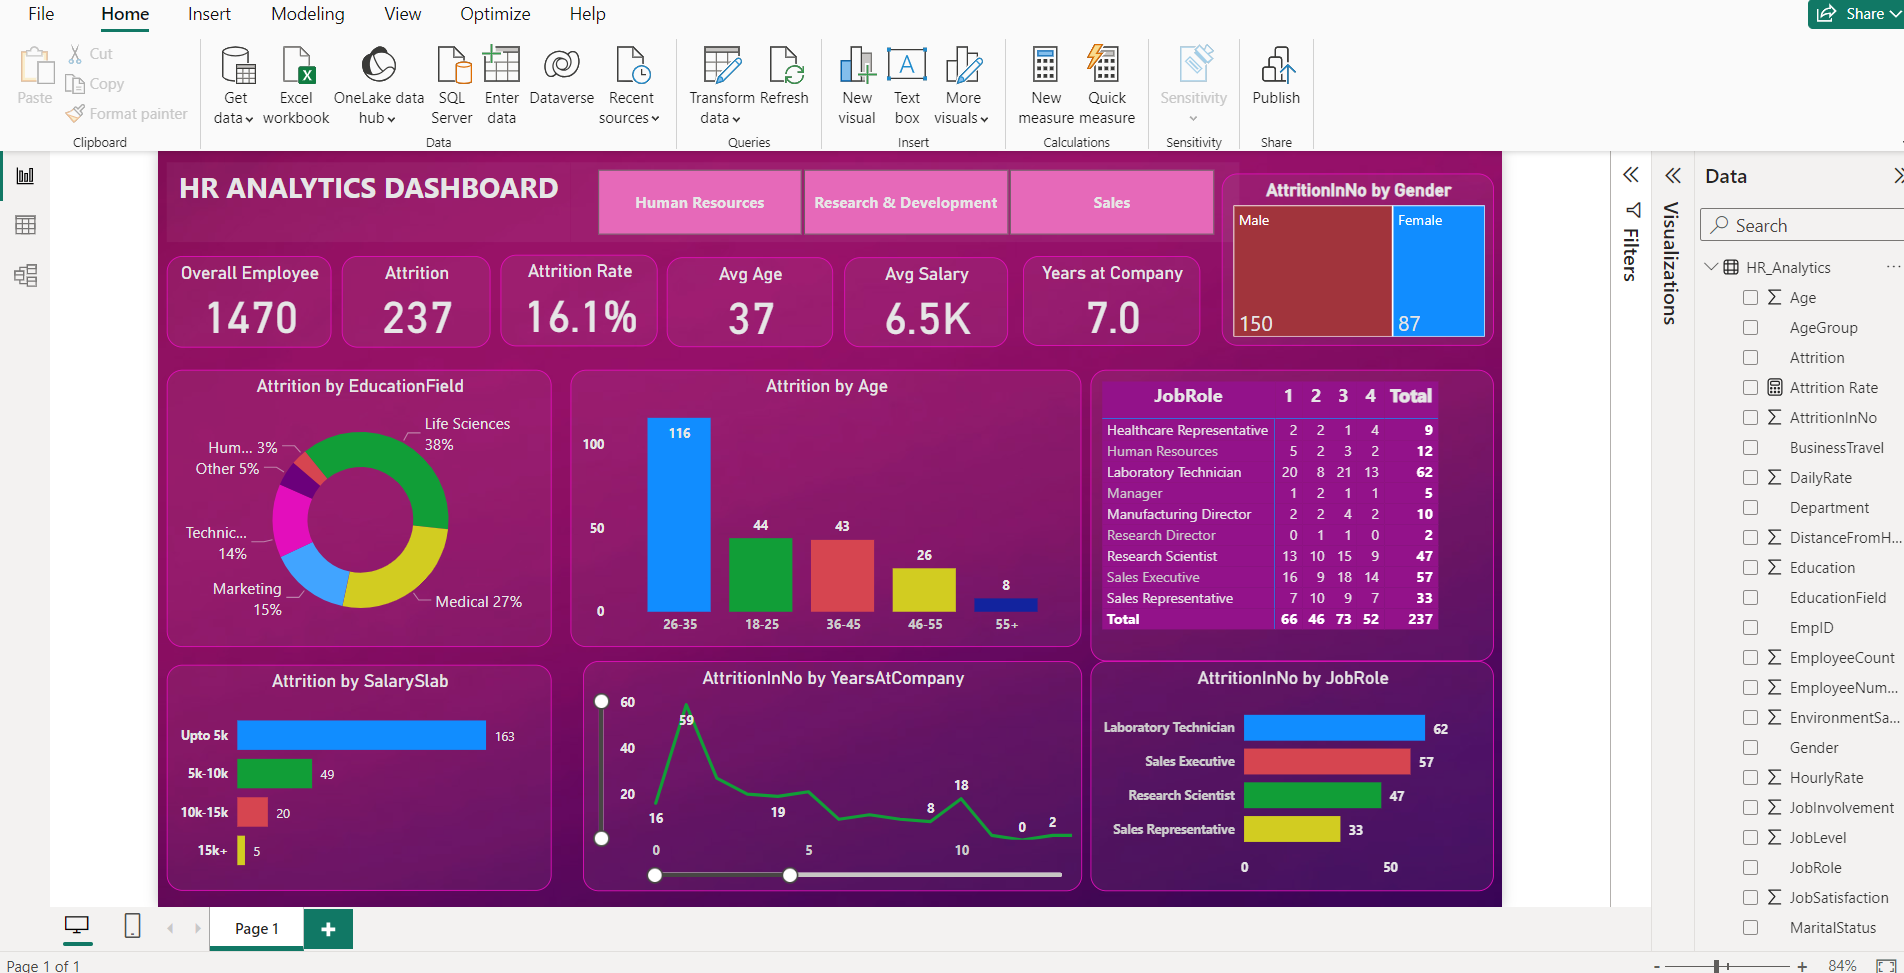 File Home Insert Modeling View Optimize Help
Share
Paste
Cut
Copy
Format painter
Clipboard
Get data
Excel workbook
OneLake data hub
SQL Server
Enter data
Dataverse
Recent sources
Data
Transform data
Refresh
Queries
New visual
Text box
More visuals
Insert
New measure
Quick measure
Calculations
Sensitivity
Sensitivity
Publish
Share
HR ANALYTICS DASHBOARD
Human Resources
Research & Development
Sales
AttritionInNo by Gender
Male
150
Female
87
Overall Employee
1470
Attrition
237
Attrition Rate
16.1%
Avg Age
37
Avg Salary
6.5K
Years at Company
7.0
Attrition by EducationField
Life Sciences
38%
Hum... 3%
Other 5%
Technic...
14%
Marketing
15%
Medical 27%
Attrition by Age
100
50
0
116
44
43
26
8
26-35
18-25
36-45
46-55
55+
JobRole 1 2 3 4 Total
Healthcare Representative 2 2 1 4 9
Human Resources 5 2 3 2 12
Laboratory Technician 20 8 21 13 62
Manager 1 2 1 1 5
Manufacturing Director 2 2 4 2 10
Research Director 0 1 1 0 2
Research Scientist 13 10 15 9 47
Sales Executive 16 9 18 14 57
Sales Representative 7 10 9 7 33
Total 66 46 73 52 237
Attrition by SalarySlab
Upto 5k 163
5k-10k 49
10k-15k 20
15k+ 5
AttritionInNo by YearsAtCompany
60
40
20
16
59
19
8
18
0
2
0 5 10
AttritionInNo by JobRole
Laboratory Technician 62
Sales Executive 57
Research Scientist 47
Sales Representative 33
0 50
Filters
Visualizations
Data
Search
HR_Analytics
Age
AgeGroup
Attrition
Attrition Rate
AttritionInNo
BusinessTravel
DailyRate
Department
DistanceFromH...
Education
EducationField
EmpID
EmployeeCount
EmployeeNum...
EnvironmentSa...
Gender
HourlyRate
JobInvolvement
JobLevel
JobRole
JobSatisfaction
MaritalStatus
Page 1
Page 1 of 1
84%